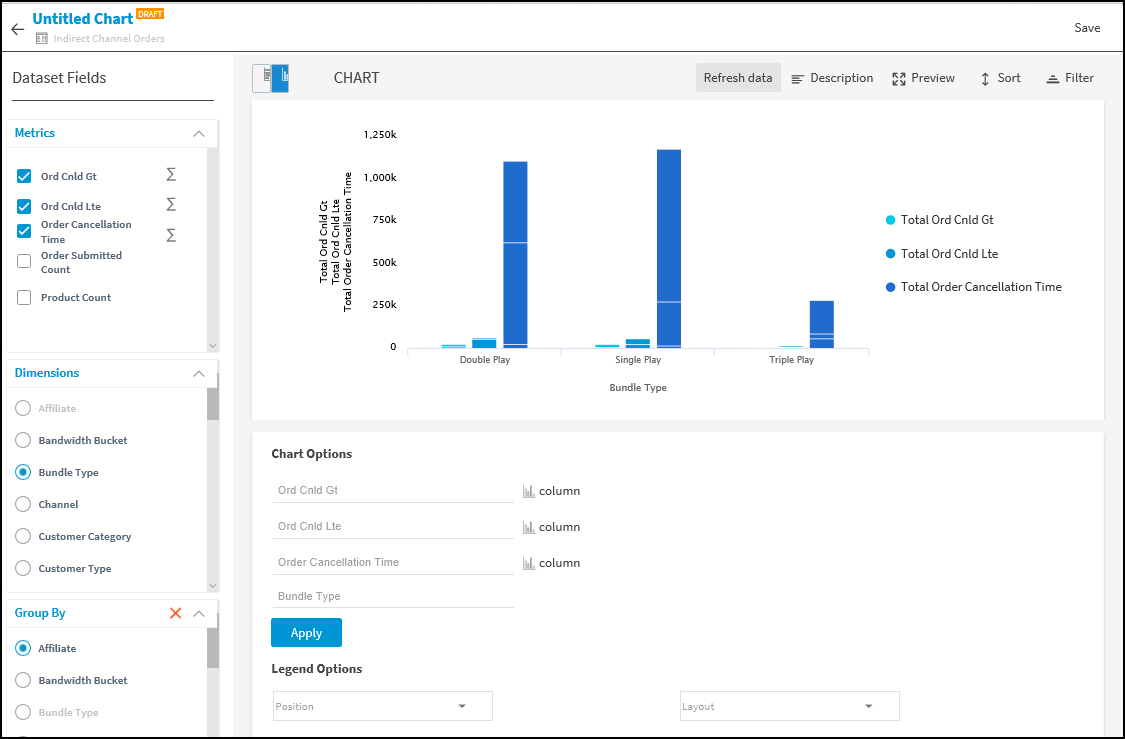 Untitled Chart DRAFT
Indirect Channel Orders
Save
Dataset Fields
Metrics
Ord Cnld Gt
Ord Cnld Lte
Order Cancellation
Time
Order Submitted
Count
Product Count
Dimensions
Affiliate
Bandwidth Bucket
Bundle Type
Channel
Customer Category
Customer Type
Group By
Affiliate
Bandwidth Bucket
Bundle Type
CHART
Refresh data
Description
Preview
Sort
Filter
Total Ord Cnld Gt
Total Ord Cnld Lte
Total Order Cancellation Time
1,250k
1,000k
750k
500k
250k
0
Double Play
Single Play
Triple Play
Bundle Type
Total Ord Cnld Gt
Total Ord Cnld Lte
Total Order Cancellation Time
Chart Options
Ord Cnld Gt
column
Ord Cnld Lte
column
Order Cancellation Time
column
Bundle Type
Apply
Legend Options
Position
Layout